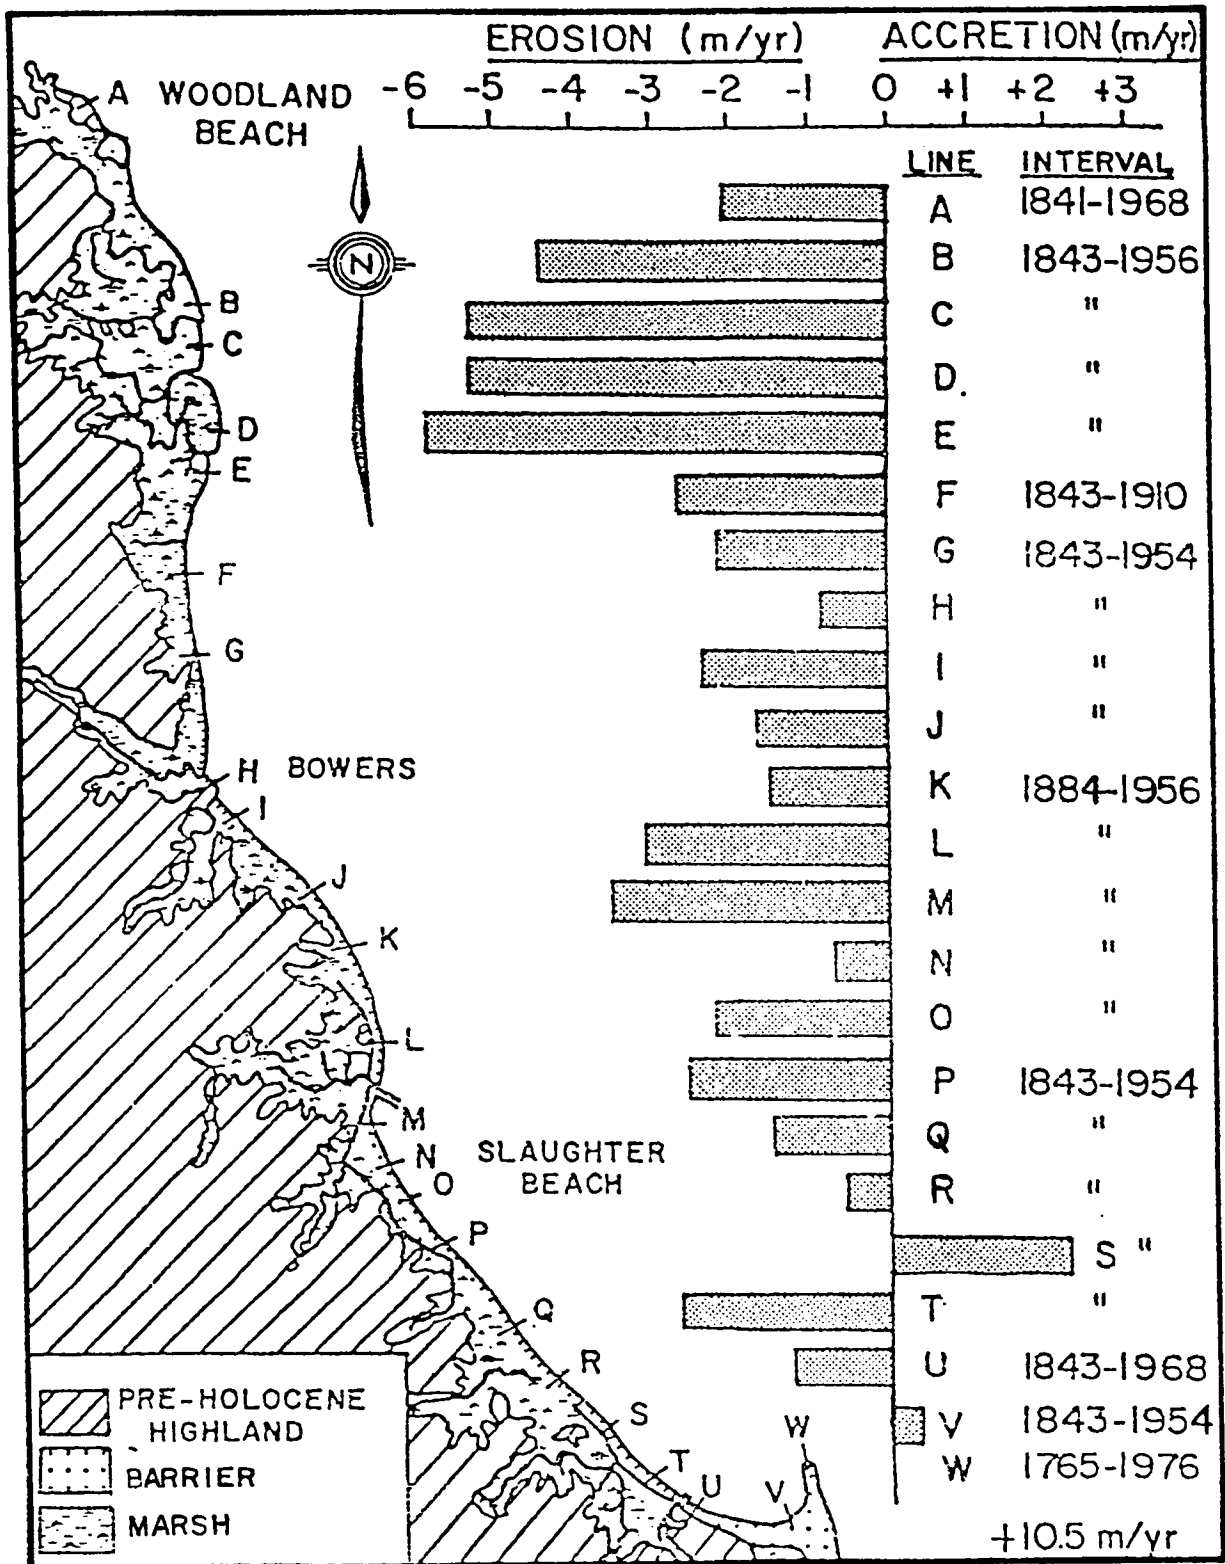 EROSION (m/yr) ACCRETION (m/yr)
-6 -5 -4 -3 -2 -1 0 +1 +2 +3
LINE INTERVAL
A 1841-1968
B 1843-1956
C "
D. "
E "
F 1843-1910
G 1843-1954
H "
I "
J "
K 1884-1956
L "
M "
N "
O "
P 1843-1954
Q "
R "
S "
T "
U 1843-1968
V 1843-1954
W 1765-1976
+10.5 m/yr
A WOODLAND
BEACH
N
B
C
D
E
F
G
H BOWERS
I
J
K
L
M
N SLAUGHTER
BEACH
O
P
Q
R
S
T
U
V
W
PRE-HOLOCENE
HIGHLAND
BARRIER
MARSH